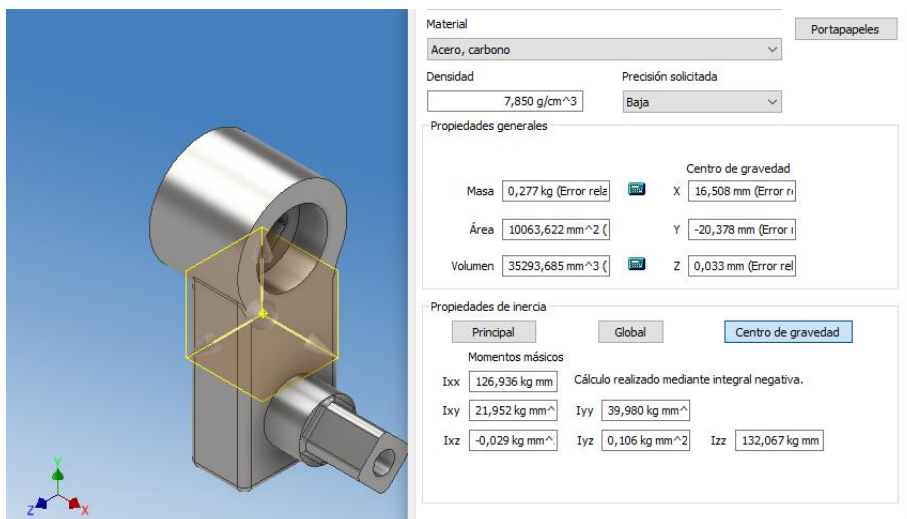 Material
Portapapeles
Acero, carbono
Densidad Precisión solicitada
7,850 g/cm^3 Baja
Propiedades generales
Centro de gravedad
Masa 0,277 kg (Error rela X 16,508 mm (Error r
Área 10063,622 mm^2 ( Y -20,378 mm (Error
Volumen 35293,685 mm^3 ( Z 0,033 mm (Error rel
Propiedades de inercia
Principal Global Centro de gravedad
Momentos másicos
Ixx 126,936 kg mm Cálculo realizado mediante integral negativa.
Ixy 21,952 kg mm^ Iyy 39,980 kg mm^
Ixz -0,029 kg mm^ Iyz 0,106 kg mm^2 Izz 132,067 kg mm
Y
Z X